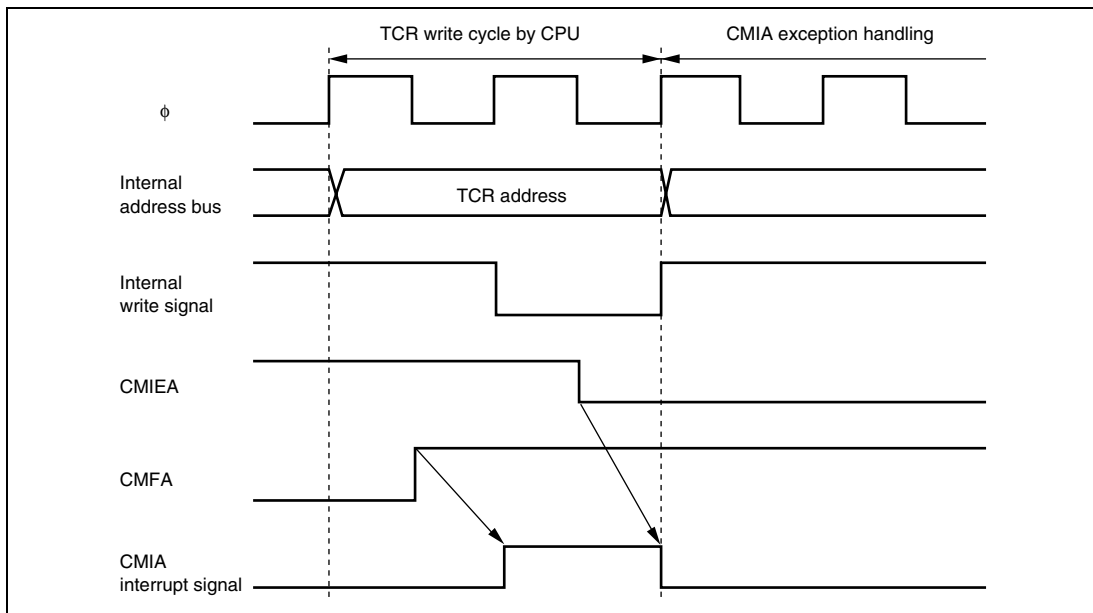 TCR write cycle by CPU
CMIA exception handling
ϕ
Internal
address bus
TCR address
Internal
write signal
CMIEA
CMFA
CMIA
interrupt signal